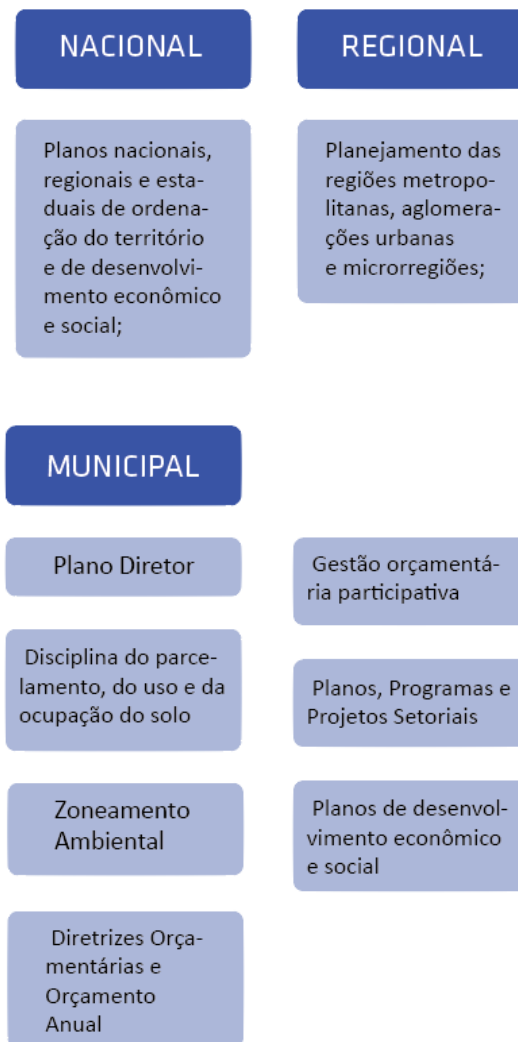 NACIONAL
Planos nacionais,
regionais e esta-
duais de ordena-
ção do território
e de desenvolvi-
mento econômico
e social;
REGIONAL
Planejamento das
regiões metropo-
litanas, aglomera-
ções urbanas
e microrregiões;
MUNICIPAL
Plano Diretor
Disciplina do parce-
lamento, do uso e da
ocupação do solo
Zoneamento
Ambiental
Diretrizes Orça-
mentárias e
Orçamento
Anual
Gestão orçamentá-
ria participativa
Planos, Programas e
Projetos Setoriais
Planos de desenvol-
vimento econômico
e social